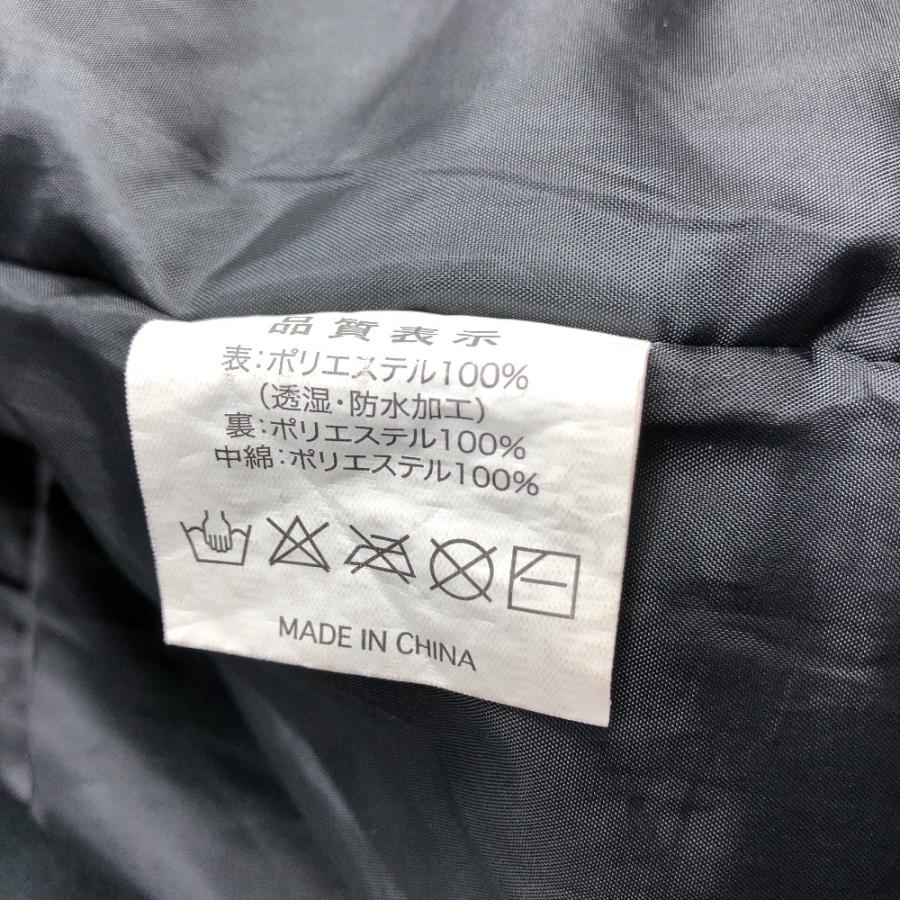 品質表示
表:ポリエステル100%
(透湿・防水加工)
裏:ポリエステル100%
中綿:ポリエステル100%
MADE IN CHINA